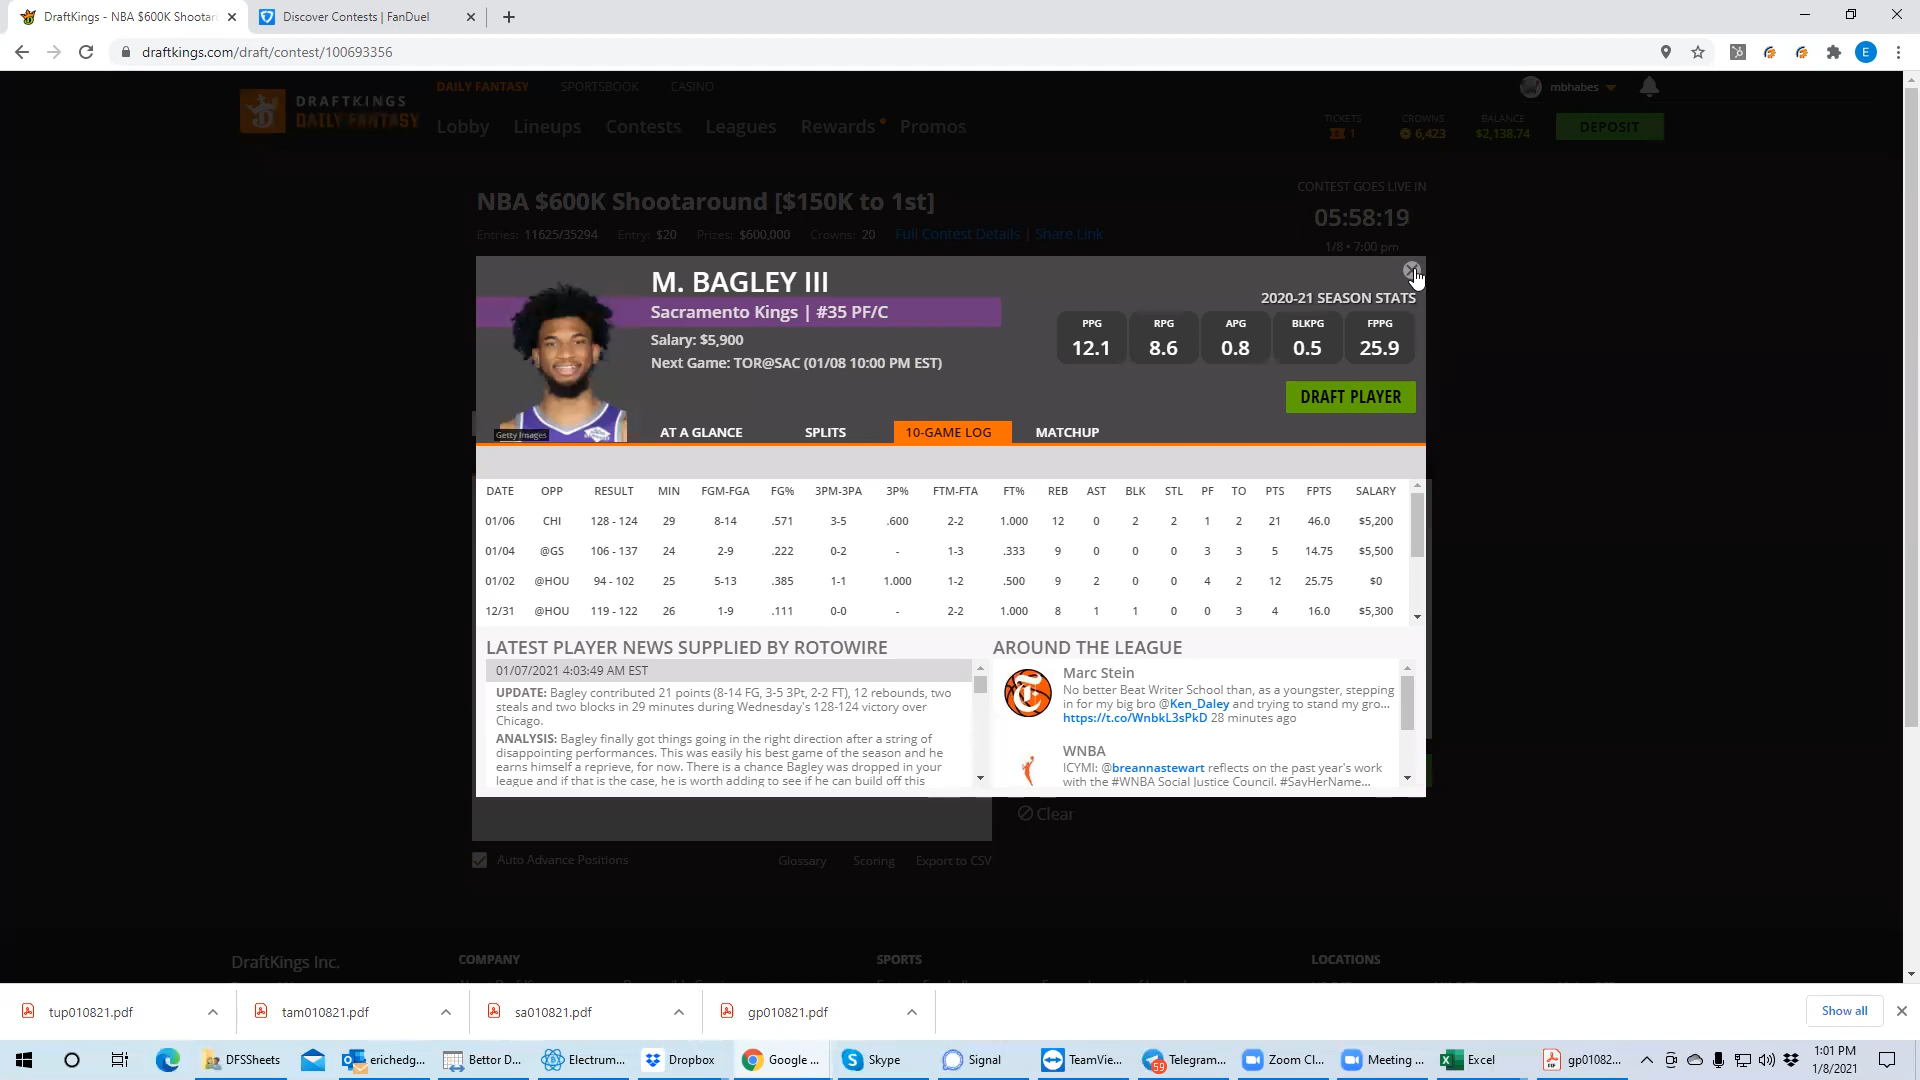 DraftKings - NBA $600K Shootaro
Discover Contests | FanDuel
draftkings.com/draft/contest/100693356
E
DRAFTKINGS
DAILY FANTASY
DAILY FANTASY SPORTSBOOK CASINO
Lobby Lineups Contests Leagues Rewards Promos
mbhabes
TICKETS CROWNS BALANCE
1 6,423 $2,138.74
DEPOSIT
NBA $600K Shootaround [$150K to 1st]
Entries: 11625/35294 Entry: $20 Prizes: $600,000 Crowns: 20 Full Contest Details | Share Link
CONTEST GOES LIVE IN
05:58:19
1/8 • 7:00 pm
M. BAGLEY III
Sacramento Kings | #35 PF/C
Salary: $5,900
Next Game: TOR@SAC (01/08 10:00 PM EST)
Getty Images
2020-21 SEASON STATS
PPG RPG APG BLKPG FPPG
12.1 8.6 0.8 0.5 25.9
DRAFT PLAYER
AT A GLANCE SPLITS 10-GAME LOG MATCHUP
DATE OPP RESULT MIN FGM-FGA FG% 3PM-3PA 3P% FTM-FTA FT% REB AST BLK STL PF TO PTS FPTS SALARY
01/06 CHI 128 - 124 29 8-14 .571 3-5 .600 2-2 1.000 12 0 2 2 1 2 21 46.0 $5,200
01/04 @GS 106 - 137 24 2-9 .222 0-2 - 1-3 .333 9 0 0 0 3 3 5 14.75 $5,500
01/02 @HOU 94 - 102 25 5-13 .385 1-1 1.000 1-2 .500 9 2 0 0 4 2 12 25.75 $0
12/31 @HOU 119 - 122 26 1-9 .111 0-0 - 2-2 1.000 8 1 1 0 0 3 4 16.0 $5,300
LATEST PLAYER NEWS SUPPLIED BY ROTOWIRE
01/07/2021 4:03:49 AM EST
UPDATE: Bagley contributed 21 points (8-14 FG, 3-5 3Pt, 2-2 FT), 12 rebounds, two
steals and two blocks in 29 minutes during Wednesday's 128-124 victory over
Chicago.
ANALYSIS: Bagley finally got things going in the right direction after a string of
disappointing performances. This was easily his best game of the season and he
earns himself a reprieve, for now. There is a chance Bagley was dropped in your
league and if that is the case, he is worth adding to see if he can build off this
AROUND THE LEAGUE
Marc Stein
No better Beat Writer School than, as a youngster, stepping
in for my big bro @Ken_Daley and trying to stand my gro...
https://t.co/WnbkL3sPkD 28 minutes ago
WNBA
ICYMI: @breannastewart reflects on the past year's work
with the #WNBA Social Justice Council. #SayHerName...
Clear
Auto Advance Positions
Glossary Scoring Export to CSV
DraftKings Inc.
COMPANY SPORTS LOCATIONS
tup010821.pdf
tam010821.pdf
sa010821.pdf
gp010821.pdf
Show all
DFSSheets
erichedg...
Bettor D...
Electrum...
Dropbox
Google ...
Skype
Signal
TeamVie...
59
Telegram...
Zoom Cl...
Meeting ...
Excel
gp01082...
1:01 PM
1/8/2021